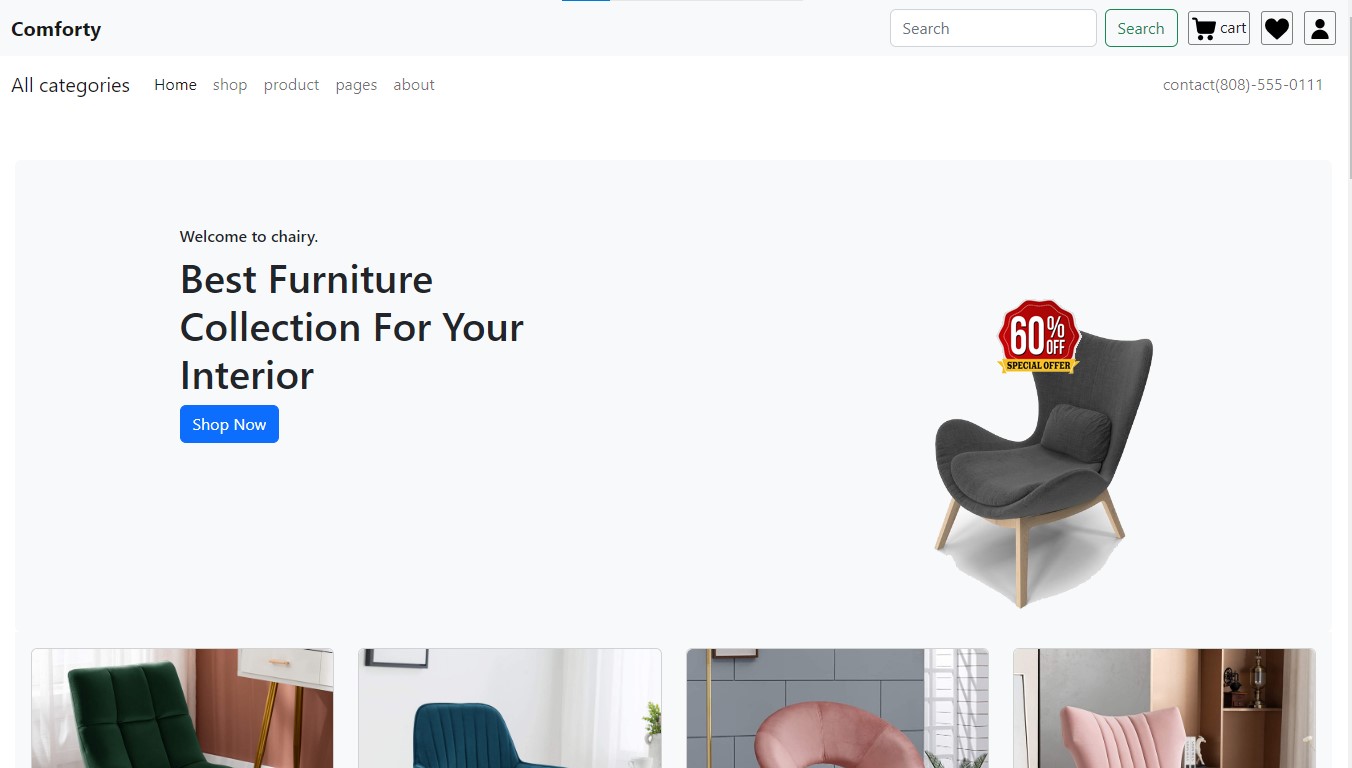 Comforty
Search
Search
cart
All categories
Home
shop
product
pages
about
contact(808)-555-0111
Welcome to chairy.
Best Furniture
Collection For Your
Interior
Shop Now
60%
OFF
SPECIAL OFFER